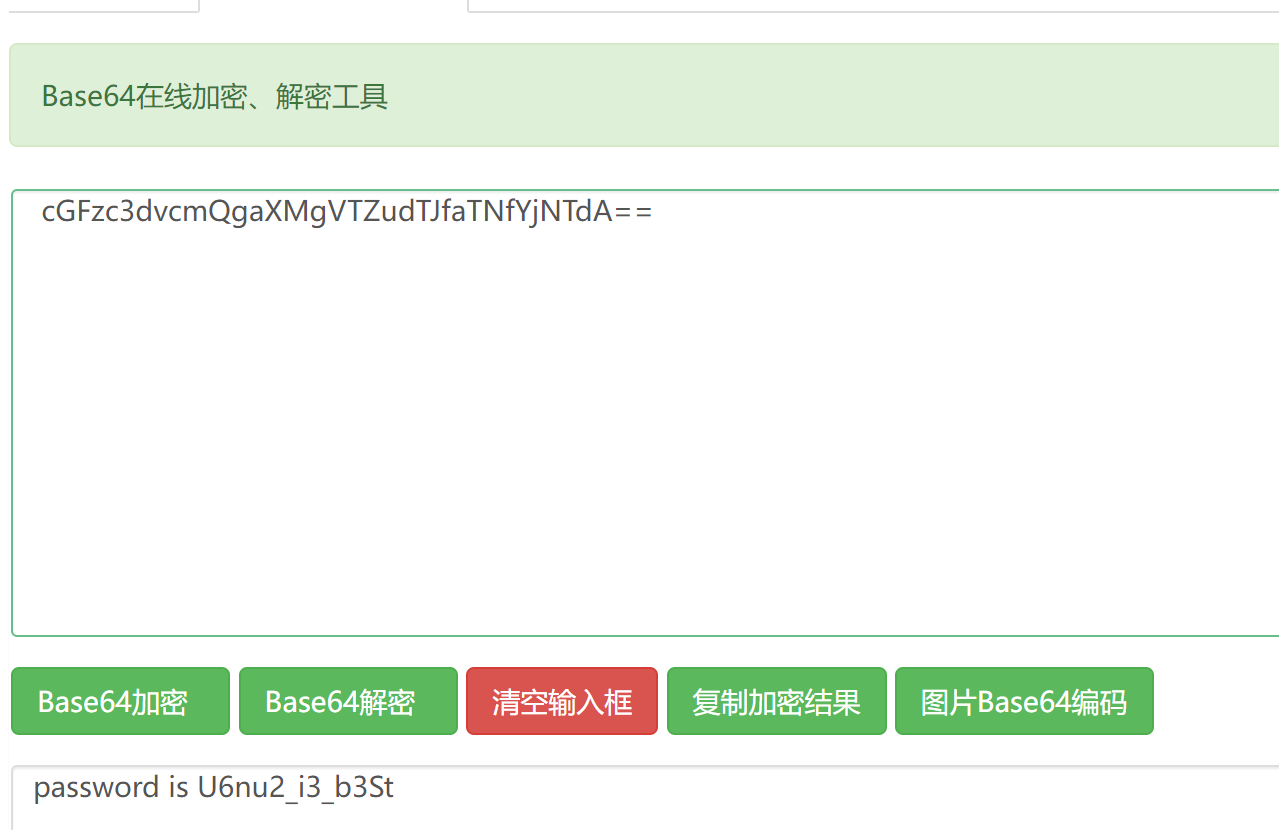 Base64在线加密、解密工具
cGFzc3dvcmQgaXMgVTZudTJfaTNfYjNTdA==
Base64加密 Base64解密 清空输入框 复制加密结果 图片Base64编码
password is U6nu2_i3_b3St